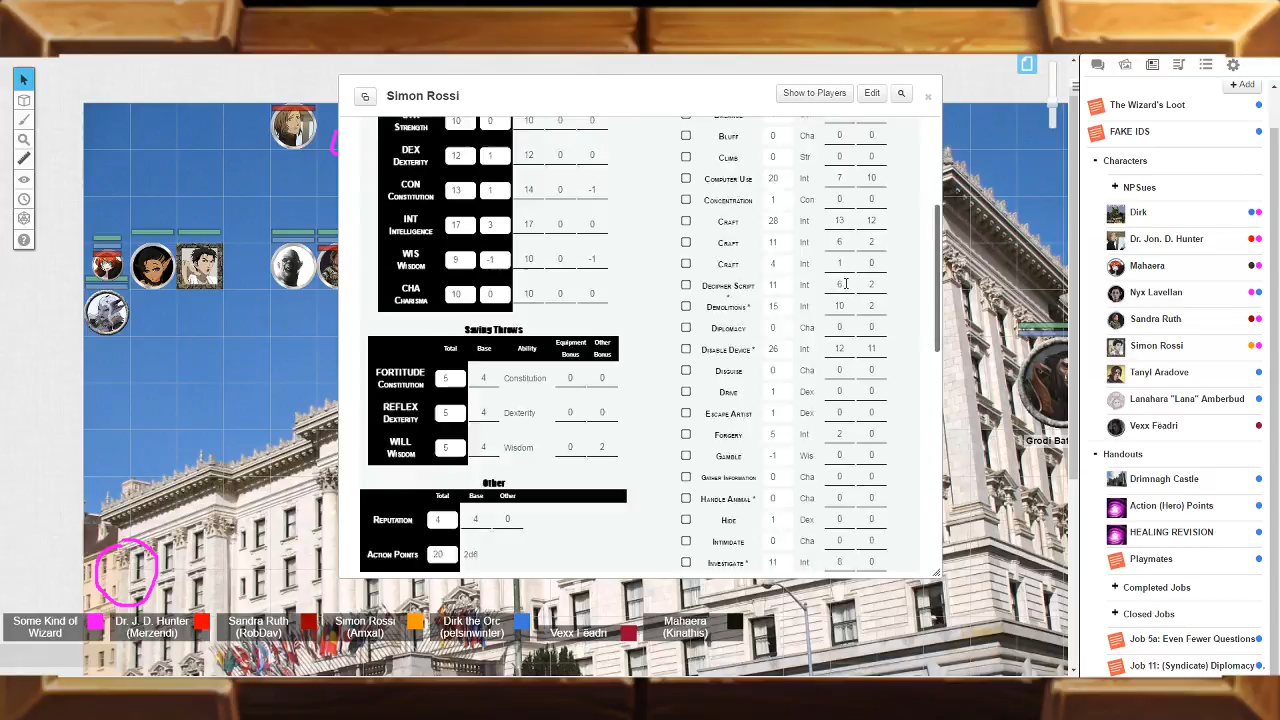 Simon Rossi
Show to Players
Edit
STRENGTH 10 0 10 0 0
DEX
DEXTERITY 12 1 12 0 0
CON
CONSTITUTION 13 1 14 0 -1
INT
INTELLIGENCE 17 3 17 0 0
WIS
WISDOM 9 -1 10 0 -1
CHA
CHARISMA 10 0 10 0 0
Saving Throws
Total Base Ability Equipment Bonus Other Bonus
FORTITUDE
CONSTITUTION 5 4 Constitution 0 0
REFLEX
DEXTERITY 5 4 Dexterity 0 0
WILL
WISDOM 5 4 Wisdom 0 2
Other
Total Base Other
REPUTATION 4 4 0
ACTION POINTS 20 2d6
BLUFF 0 Cha 0 0
CLIMB 0 Str 0 0
COMPUTER USE 20 Int 7 10
CONCENTRATION 1 Con 0 0
CRAFT 28 Int 13 12
CRAFT 11 Int 6 2
CRAFT 4 Int 1 0
DECIPHER SCRIPT * 11 Int 6 2
DEMOLITIONS * 15 Int 10 2
DIPLOMACY 0 Cha 0 0
DISABLE DEVICE * 26 Int 12 11
DISGUISE 0 Cha 0 0
DRIVE 1 Dex 0 0
ESCAPE ARTIST 1 Dex 0 0
FORGERY 5 Int 2 0
GAMBLE -1 Wis 0 0
GATHER INFORMATION 0 Cha 0 0
HANDLE ANIMAL * 0 Cha 0 0
HIDE 1 Dex 0 0
INTIMIDATE 0 Cha 0 0
INVESTIGATE * 11 Int 8 0
+ Add
The Wizard's Loot
FAKE IDS
- Characters
+ NPSues
Dirk
Dr. Jon. D. Hunter
Mahaera
Nyx Lavellan
Sandra Ruth
Simon Rossi
Tanyl Aradove
Lanahara "Lana" Amberbud
Vexx Feadri
- Handouts
Drimnagh Castle
Action (Hero) Points
HEALING REVISION
Playmates
+ Completed Jobs
+ Closed Jobs
Job 5a: Even Fewer Questions
Job 11: (Syndicate) Diplomacy
Grodi Bat
Some Kind of
Wizard
Dr. J. D. Hunter
(Merzendi)
Sandra Ruth
(RobDav)
Simon Rossi
(Amxal)
Dirk the Orc
(petsinwinter)
Vexx Feadri
Mahaera
(Kinathis)